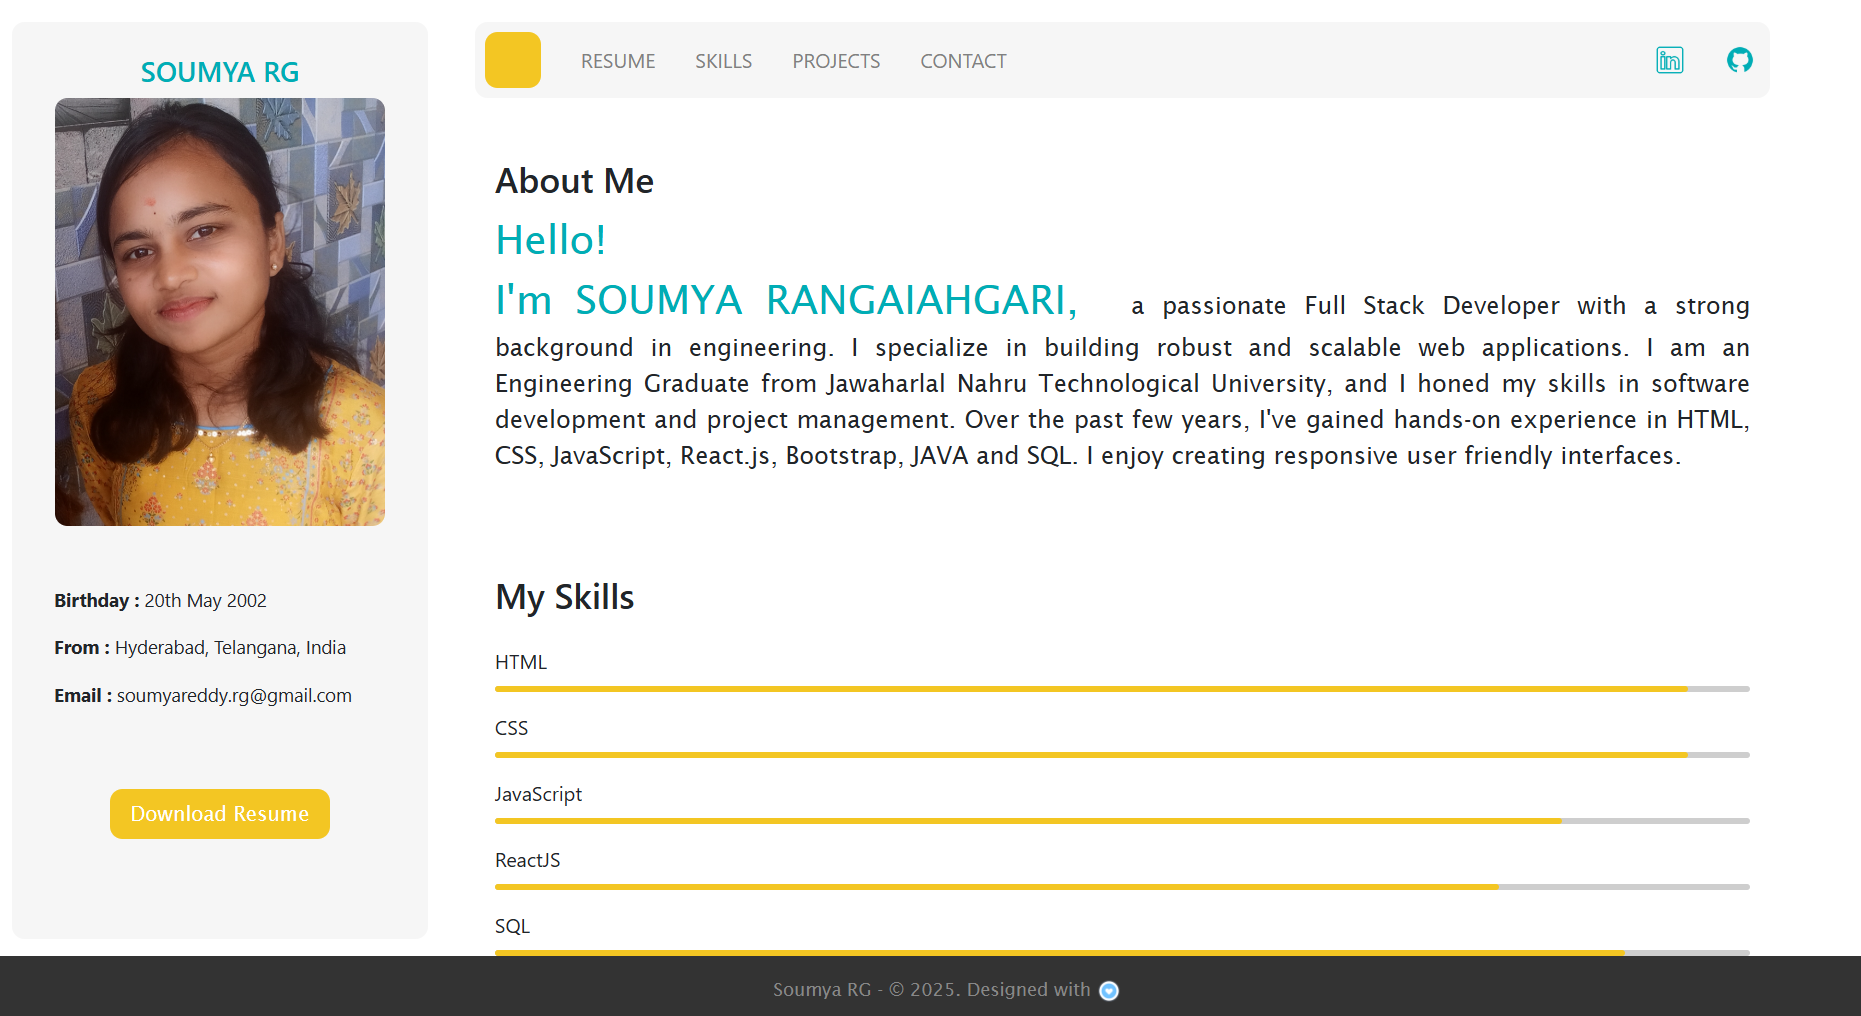 SOUMYA RG
Birthday : 20th May 2002
From : Hyderabad, Telangana, India
Email : soumyareddy.rg@gmail.com
Download Resume
RESUME SKILLS PROJECTS CONTACT
in
About Me
Hello!
I'm SOUMYA RANGAIAHGARI, a passionate Full Stack Developer with a strong
background in engineering. I specialize in building robust and scalable web applications. I am an
Engineering Graduate from Jawaharlal Nahru Technological University, and I honed my skills in software
development and project management. Over the past few years, I've gained hands-on experience in HTML,
CSS, JavaScript, React.js, Bootstrap, JAVA and SQL. I enjoy creating responsive user friendly interfaces.
My Skills
HTML
CSS
JavaScript
ReactJS
SQL
Soumya RG - © 2025. Designed with